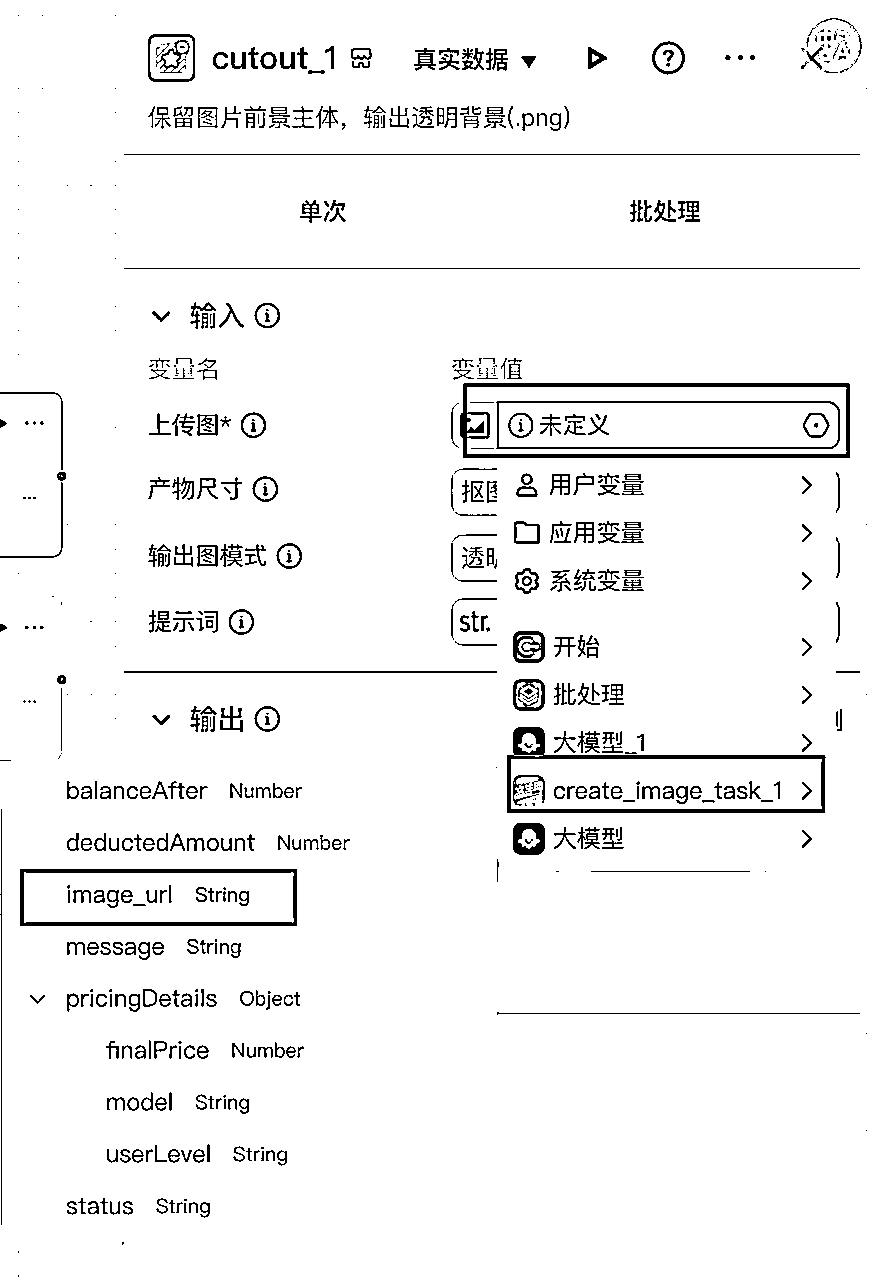 cutout_1 真实数据
保留图片前景主体，输出透明背景(.png)
单次 批处理
输入
变量名 变量值
上传图* 未定义
产物尺寸 抠图
用户变量
应用变量
输出图模式 透明
系统变量
提示词 str.
开始
批处理
输出
大模型_1
balanceAfter Number create_image_task_1
deductedAmount Number 大模型
image_url String
message String
pricingDetails Object
finalPrice Number
model String
userLevel String
status String